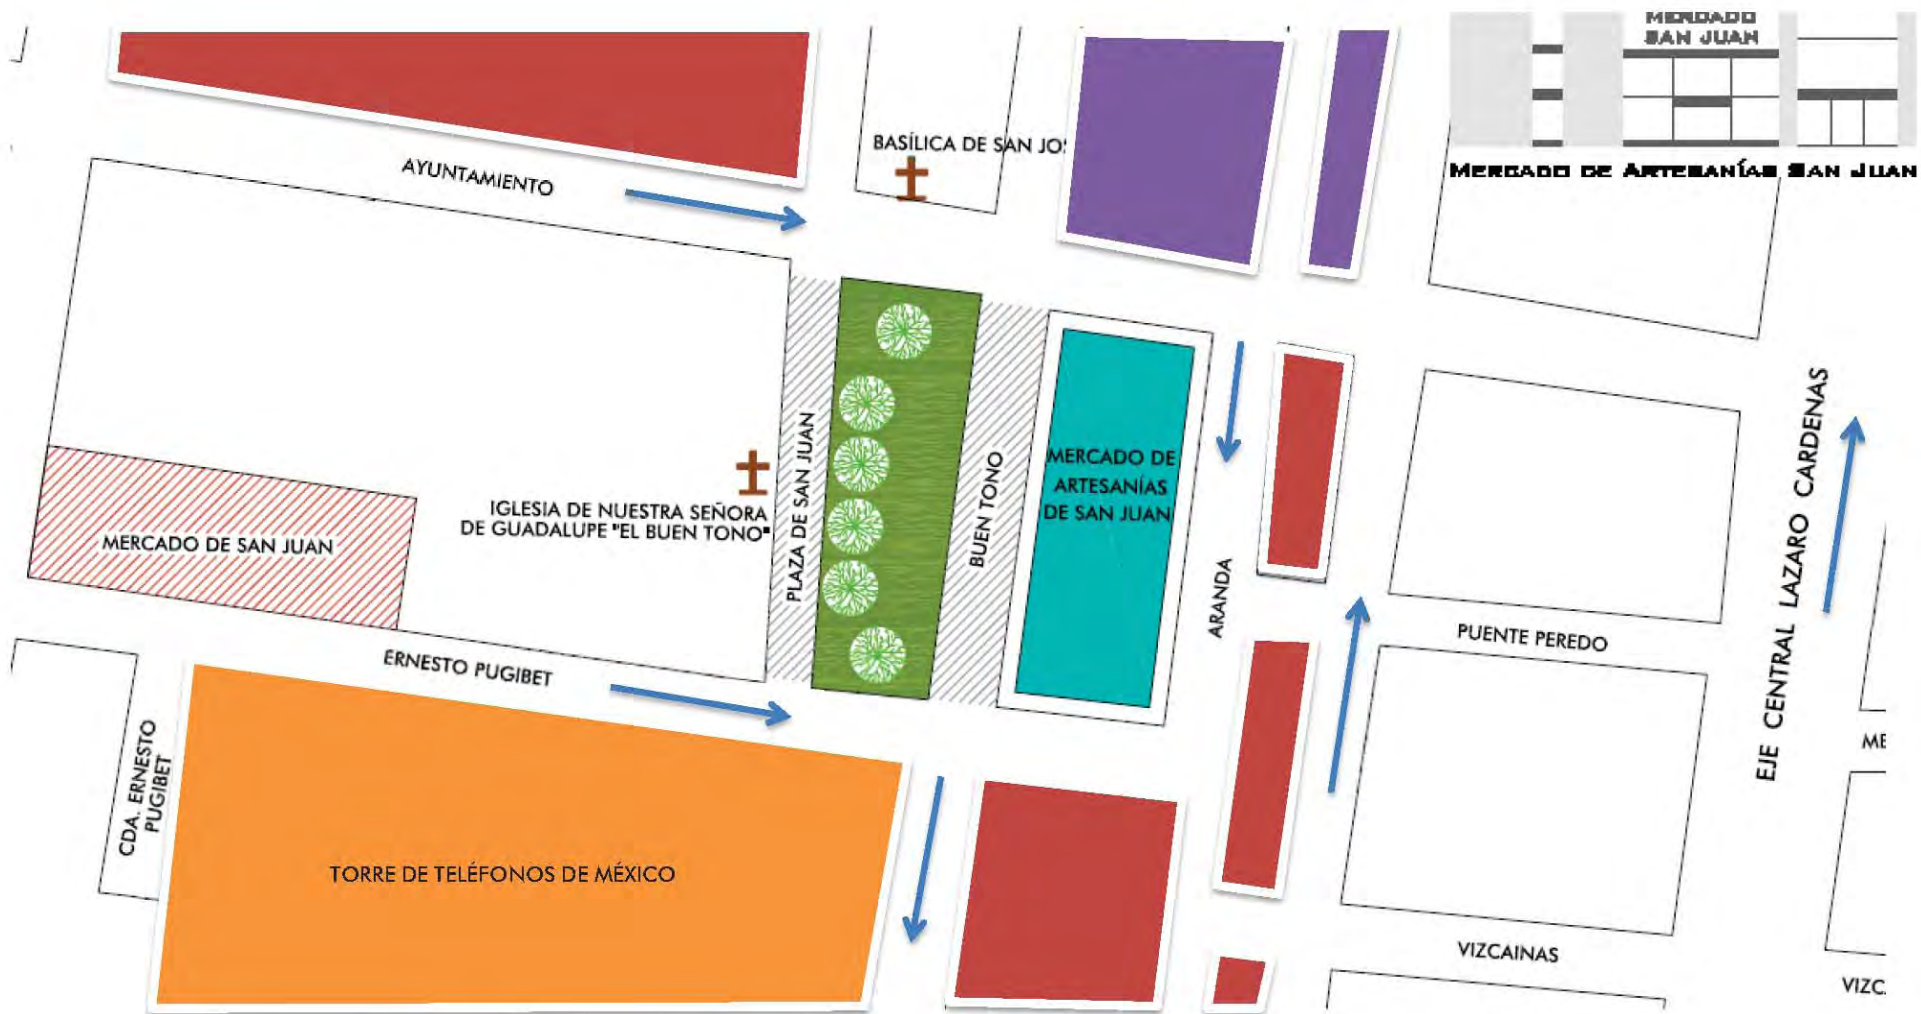 MERCADO
SAN JUAN
MERCADO DE ARTESANÍAS SAN JUAN
BASÍLICA DE SAN JO
AYUNTAMIENTO
PLAZA DE SAN JUAN
BUEN TONO
MERCADO DE
ARTESANÍAS
DE SAN JUAN
ARANDA
EJE CENTRAL LAZARO CARDENAS
IGLESIA DE NUESTRA SEÑORA
DE GUADALUPE "EL BUEN TONO"
MERCADO DE SAN JUAN
PUENTE PEREDO
ERNESTO PUGIBET
CDA. ERNESTO
PUGIBET
ME
TORRE DE TELÉFONOS DE MÉXICO
VIZCAINAS
VIZC